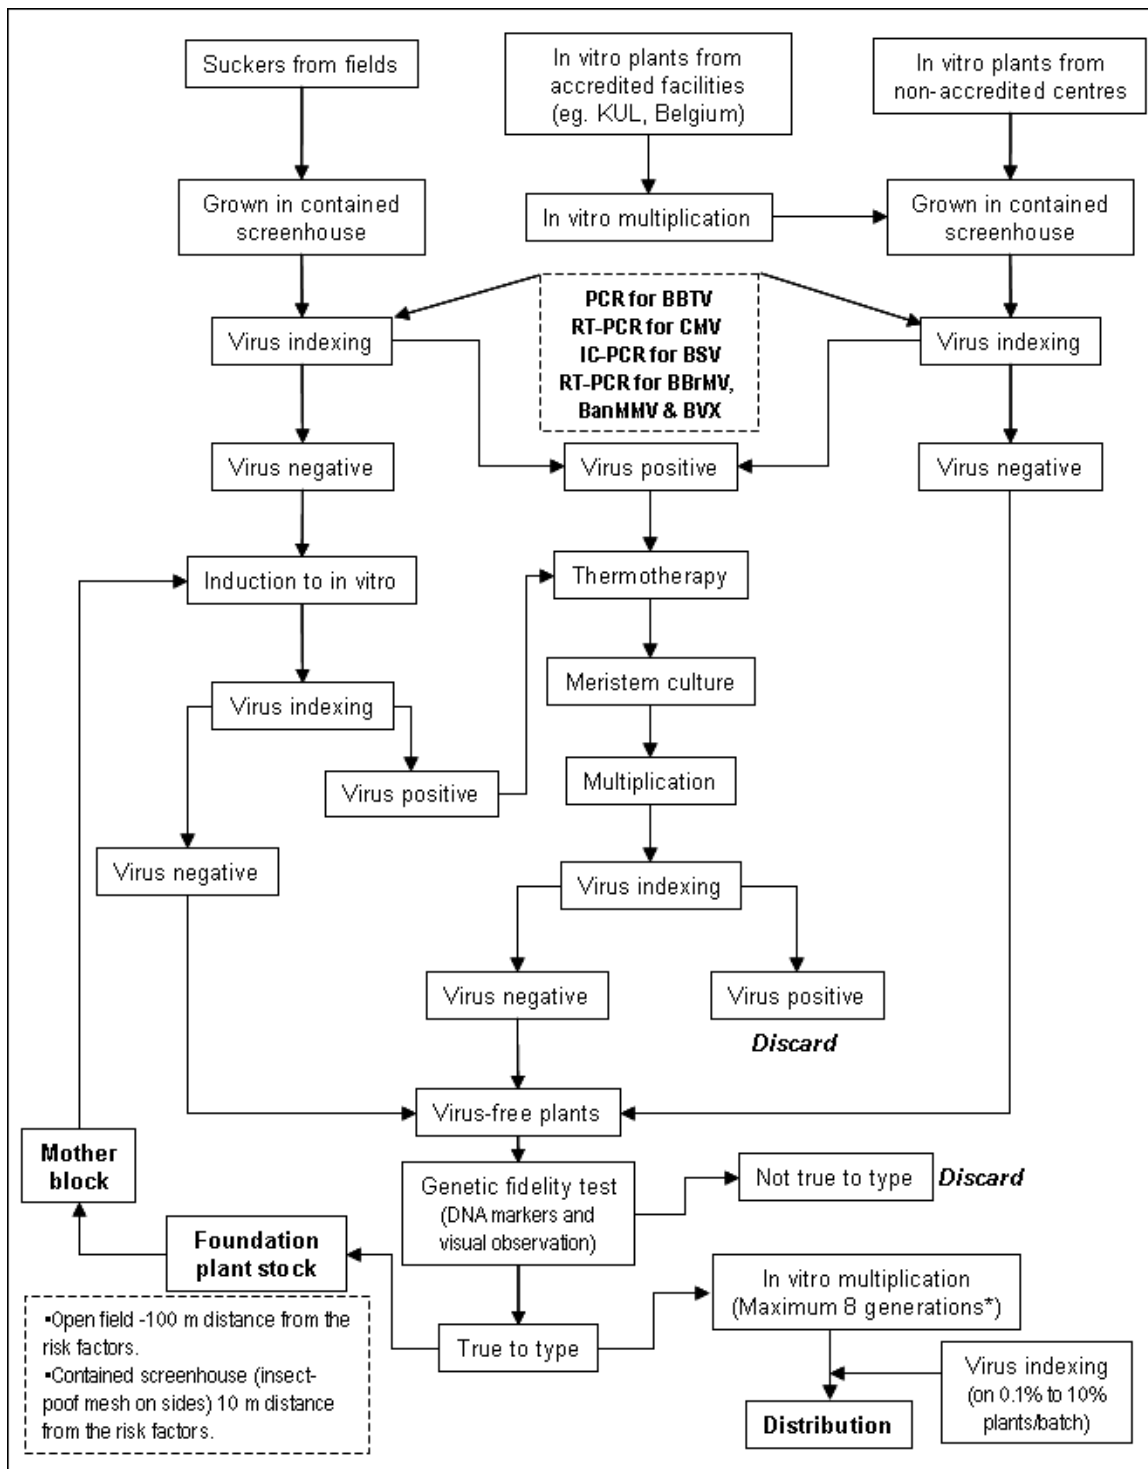 Suckers from fields
In vitro plants from
accredited facilities
(eg. KUL, Belgium)
In vitro plants from
non-accredited centres
Grown in contained
screenhouse
In vitro multiplication
Grown in contained
screenhouse
PCR for BBTV
RT-PCR for CMV
IC-PCR for BSV
RT-PCR for BBrMV,
BanMMV & BVX
Virus indexing
Virus indexing
Virus negative
Virus positive
Virus negative
Induction to in vitro
Thermotherapy
Virus indexing
Meristem culture
Virus positive
Multiplication
Virus negative
Virus indexing
Virus negative
Virus positive
Discard
Virus-free plants
Mother
block
Genetic fidelity test
(DNA markers and
visual observation)
Not true to type
Discard
Foundation
plant stock
In vitro multiplication
(Maximum 8 generations*)
True to type
▪Open field -100 m distance from the
risk factors.
▪Contained screenhouse (insect-
poof mesh on sides) 10 m distance
from the risk factors.
Virus indexing
(on 0.1% to 10%
plants/batch)
Distribution